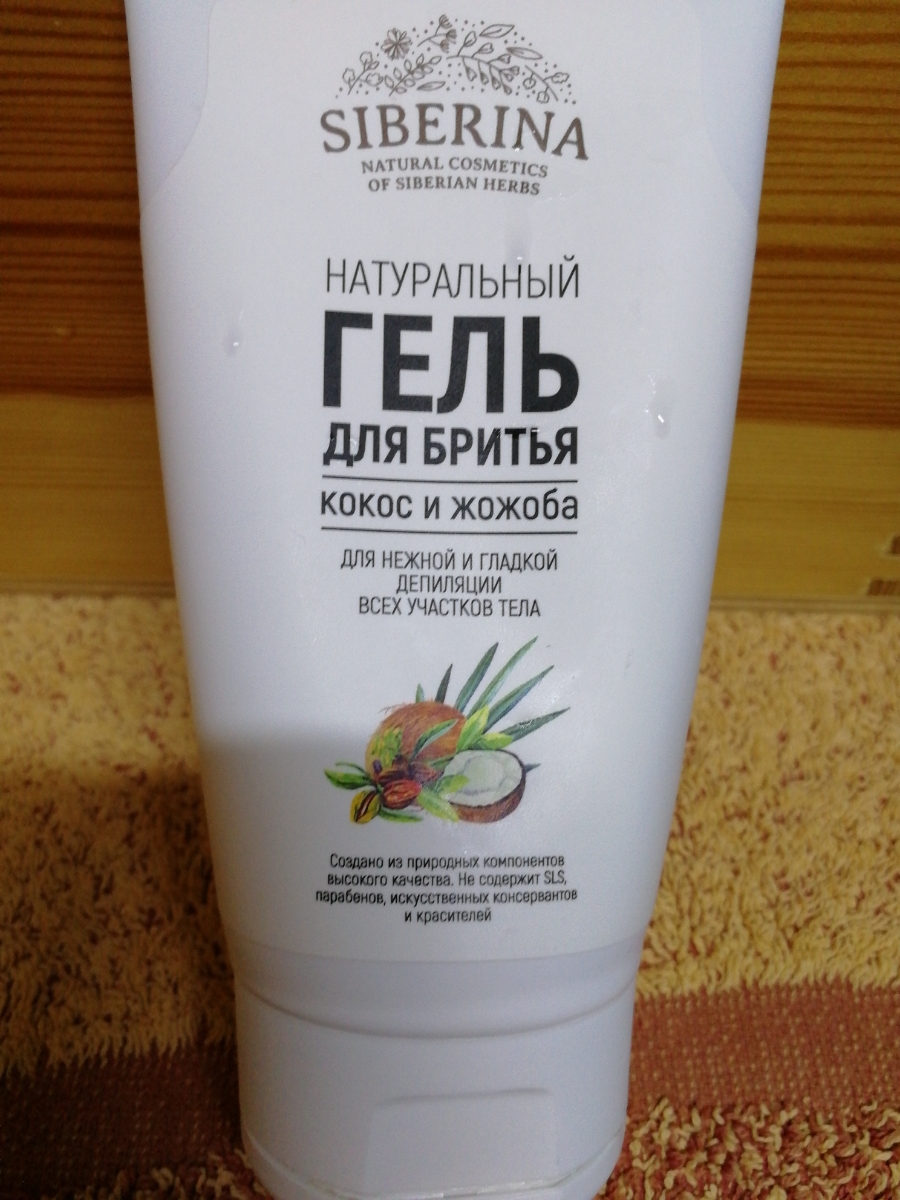 SIBERINA
NATURAL COSMETICS
OF SIBERIAN HERBS
НАТУРАЛЬНЫЙ
ГЕЛЬ
ДЛЯ БРИТЬЯ
кокос и жожоба
ДЛЯ НЕЖНОЙ И ГЛАДКОЙ
ДЕПИЛЯЦИИ
ВСЕХ УЧАСТКОВ ТЕЛА
Создано из природных компонентов
высокого качества. Не содержит SLS,
парабенов, искусственных консервантов
и красителей